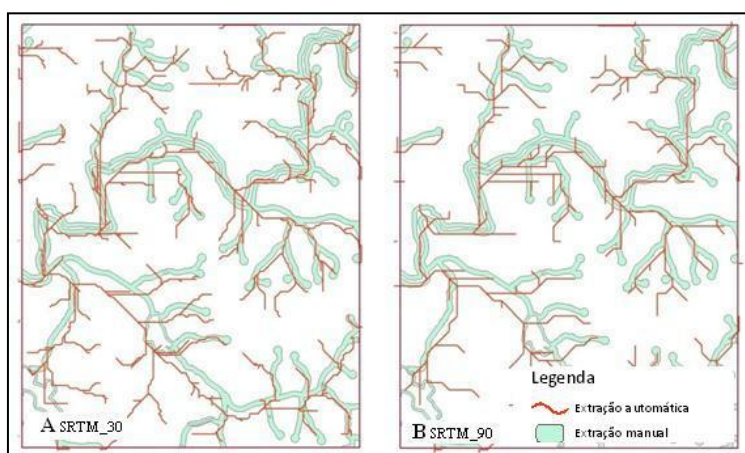 A SRTM_30
B SRTM_90
Legenda
Extração automática
Extração manual